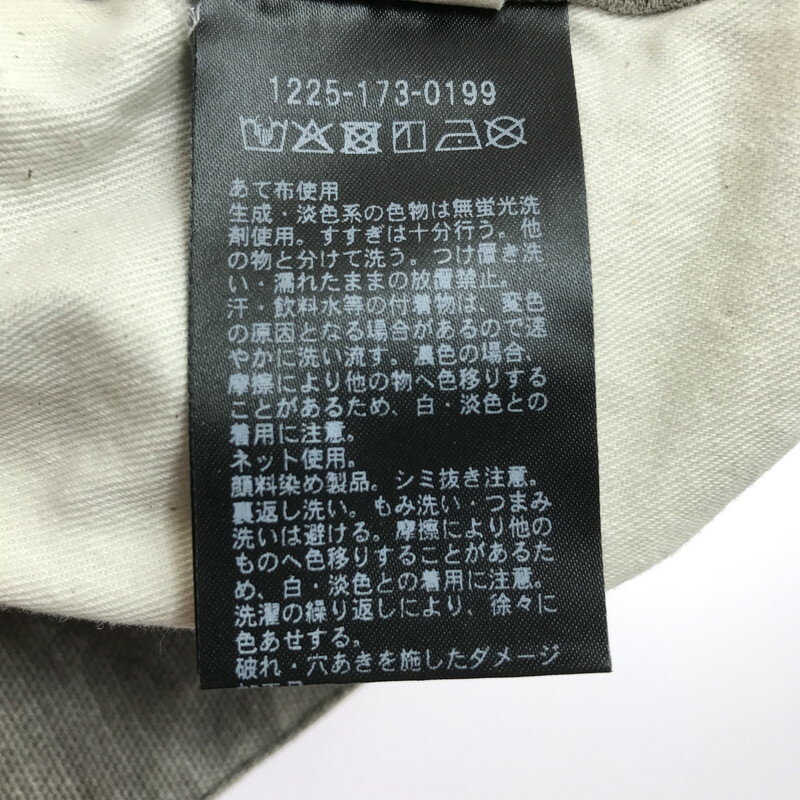 1225-173-0199
あて布使用
生成・淡色系の色物は無蛍光洗
剤使用。すすぎは十分行う。他
の物と分けて洗う。つけ置き洗
い・濡れたままの放置禁止。
汗・飲料水等の付着物は、変色
の原因となる場合があるので速
やかに洗い流す。濃色の場合、
摩擦により他の物へ色移りする
ことがあるため、白・淡色との
着用に注意。
ネット使用。
顔料染め製品。シミ抜き注意。
裏返し洗い。もみ洗い・つまみ
洗いは避ける。摩擦により他の
ものへ色移りすることがあるた
め、白・淡色との着用に注意。
洗濯の繰り返しにより、徐々に
色あせする。
破れ・穴あきを施したダメージ